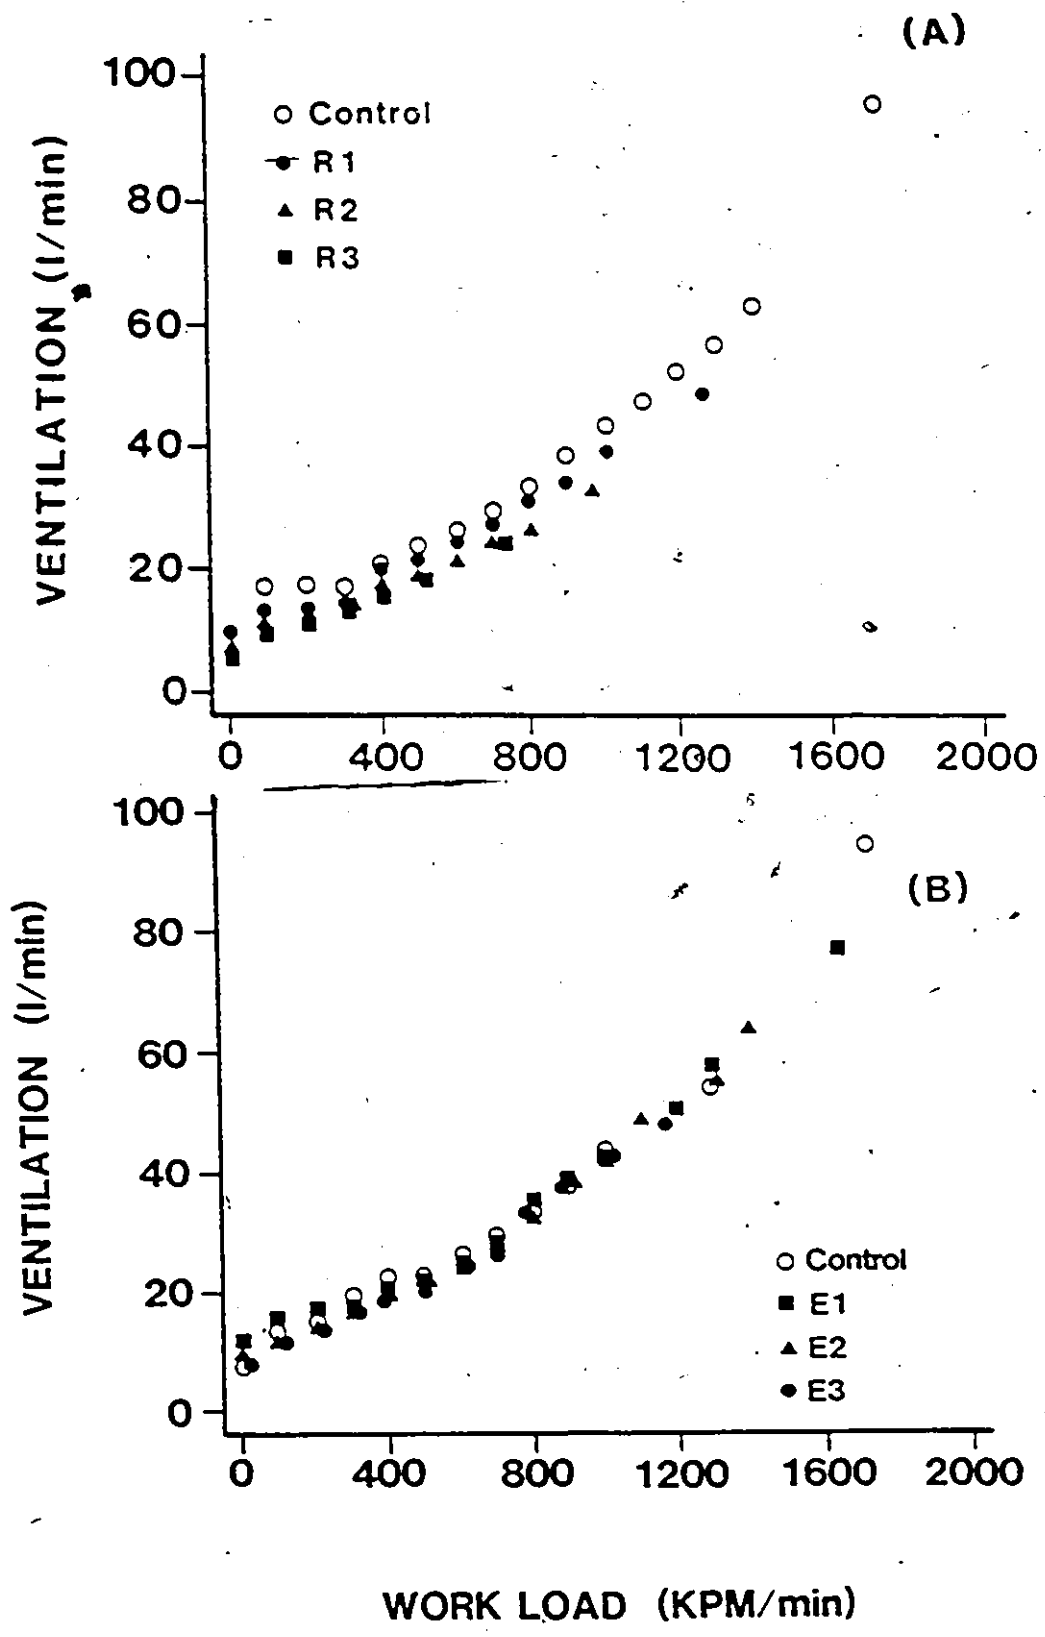 (A)
100
○ Control
● R1
▲ R2
■ R3
80
60
40
20
0
VENTILATION (l/min)
0 400 800 1200 1600 2000
100
(B)
80
60
40
20
0
VENTILATION (l/min)
○ Control
■ E1
▲ E2
● E3
0 400 800 1200 1600 2000
WORK LOAD (KPM/min)